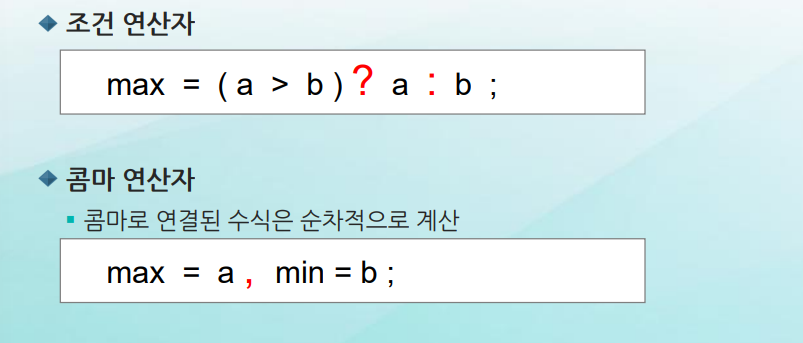 조건 연산자
max = ( a > b ) ? a : b ;
콤마 연산자
콤마로 연결된 수식은 순차적으로 계산
max = a , min = b ;